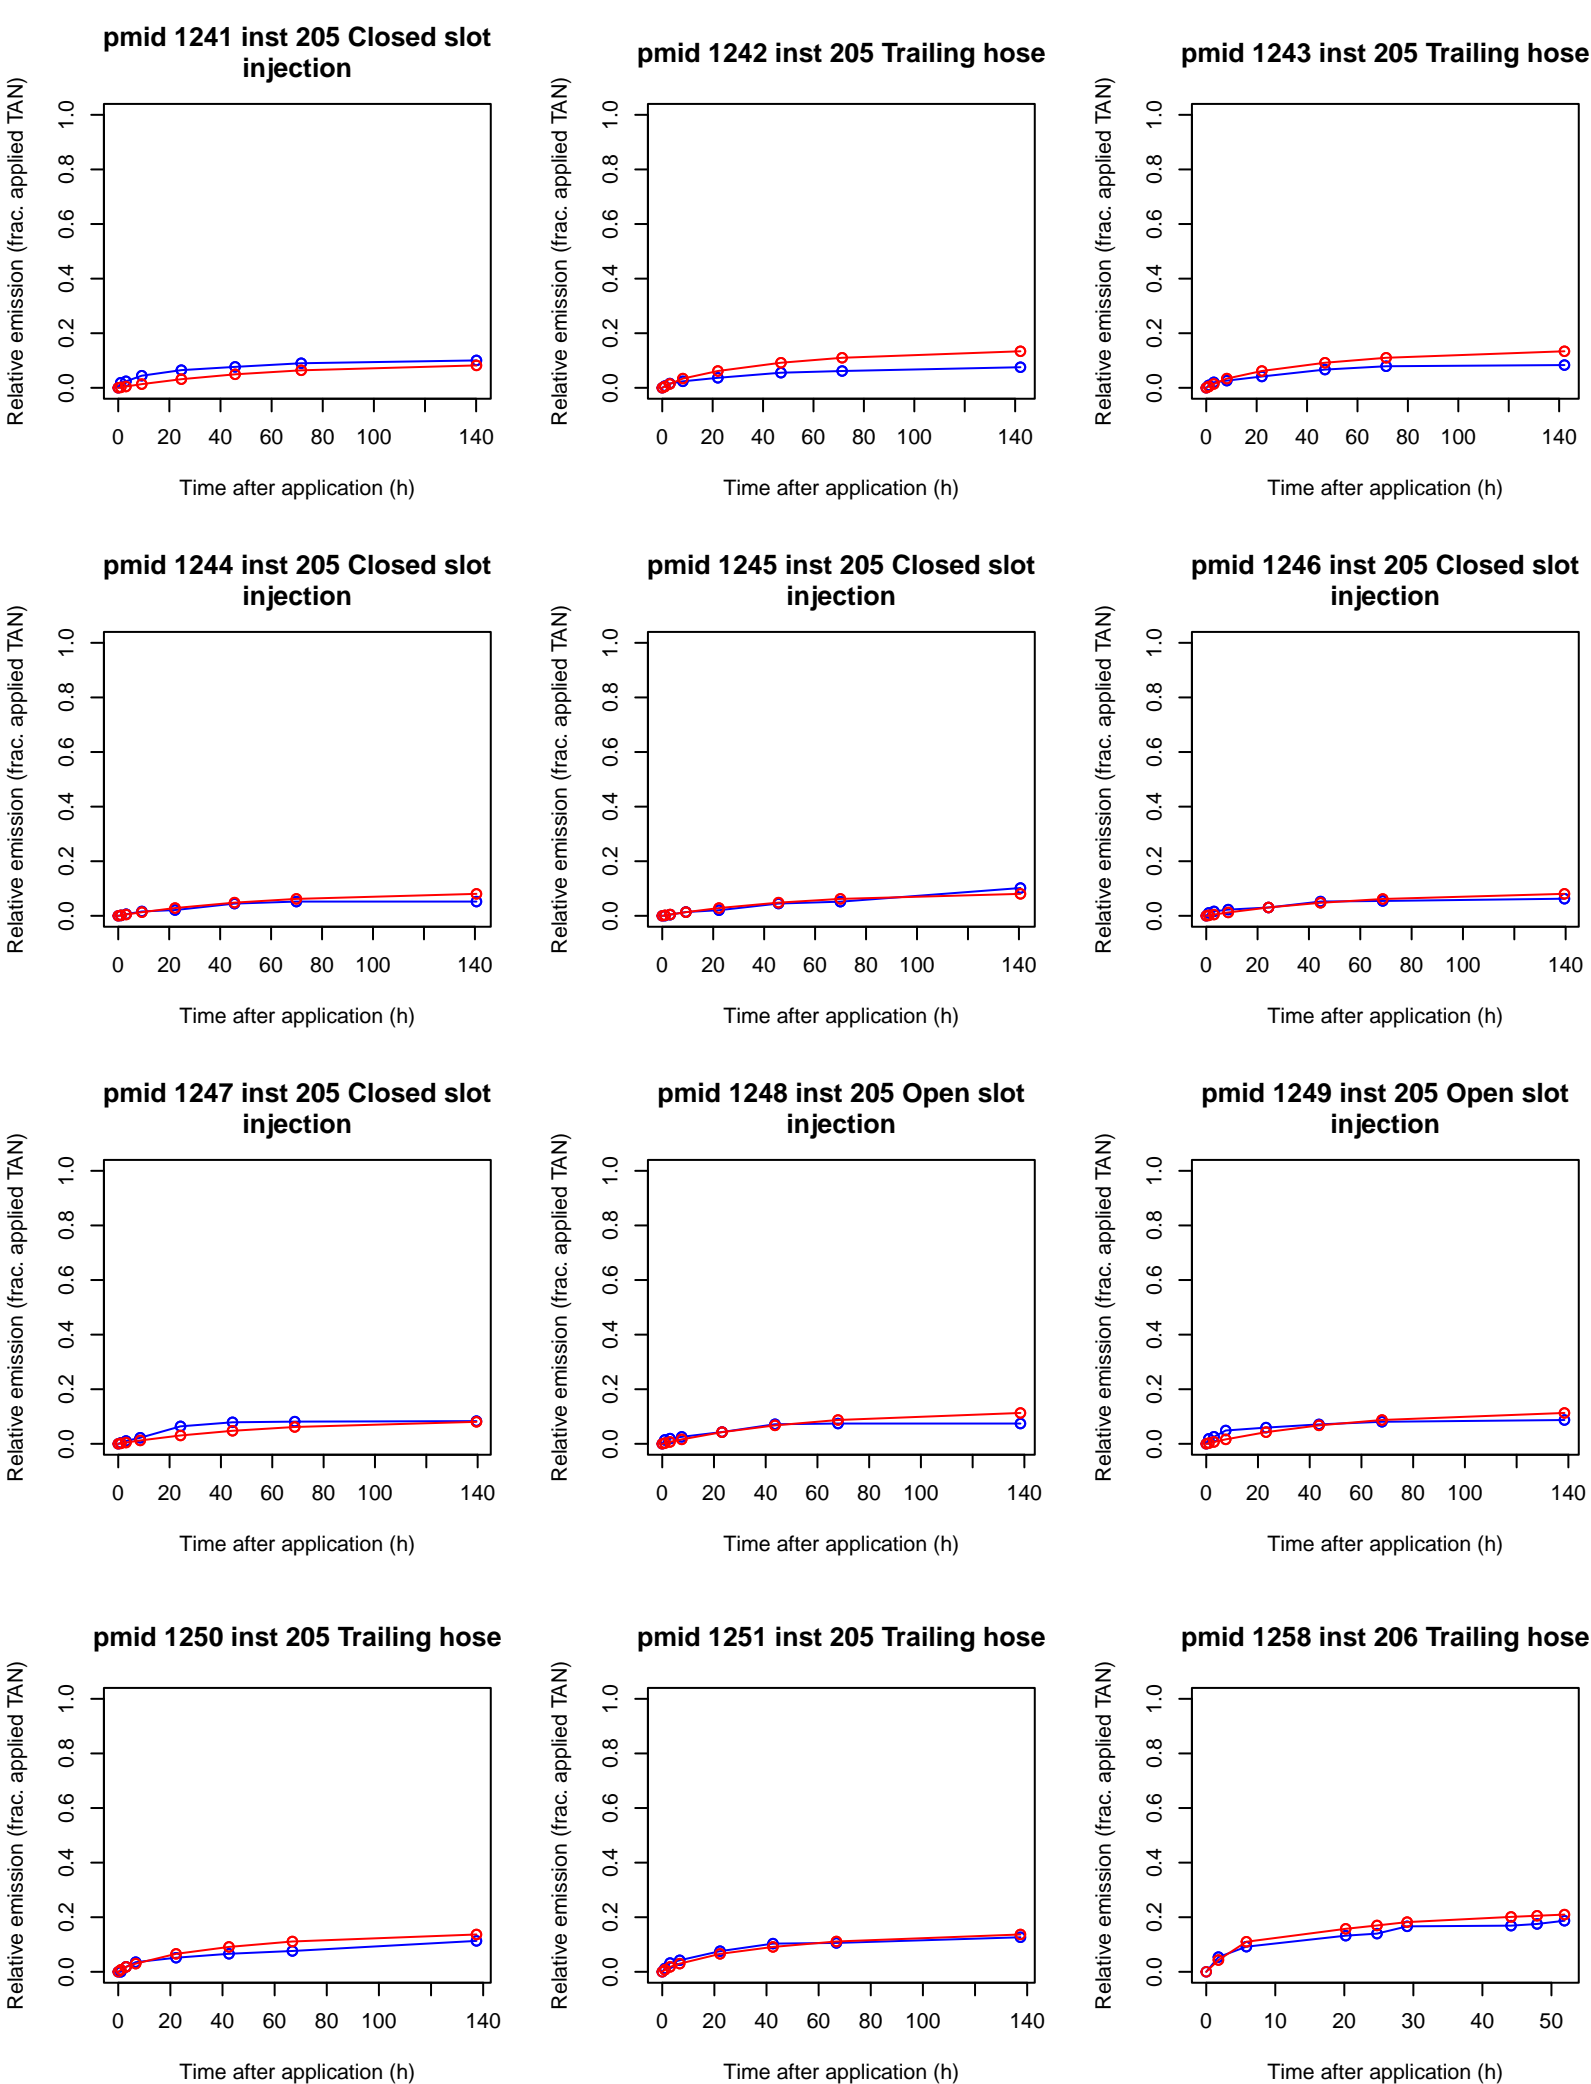 pmid 1241 inst 205 Closed slot
injection
Relative emission (frac. applied TAN)
1.0
0.8
0.6
0.4
0.2
0.0
0 20 40 60 80 100 140
Time after application (h)
pmid 1242 inst 205 Trailing hose
Relative emission (frac. applied TAN)
1.0
0.8
0.6
0.4
0.2
0.0
0 20 40 60 80 100 140
Time after application (h)
pmid 1243 inst 205 Trailing hose
Relative emission (frac. applied TAN)
1.0
0.8
0.6
0.4
0.2
0.0
0 20 40 60 80 100 140
Time after application (h)
pmid 1244 inst 205 Closed slot
injection
Relative emission (frac. applied TAN)
1.0
0.8
0.6
0.4
0.2
0.0
0 20 40 60 80 100 140
Time after application (h)
pmid 1245 inst 205 Closed slot
injection
Relative emission (frac. applied TAN)
1.0
0.8
0.6
0.4
0.2
0.0
0 20 40 60 80 100 140
Time after application (h)
pmid 1246 inst 205 Closed slot
injection
Relative emission (frac. applied TAN)
1.0
0.8
0.6
0.4
0.2
0.0
0 20 40 60 80 100 140
Time after application (h)
pmid 1247 inst 205 Closed slot
injection
Relative emission (frac. applied TAN)
1.0
0.8
0.6
0.4
0.2
0.0
0 20 40 60 80 100 140
Time after application (h)
pmid 1248 inst 205 Open slot
injection
Relative emission (frac. applied TAN)
1.0
0.8
0.6
0.4
0.2
0.0
0 20 40 60 80 100 140
Time after application (h)
pmid 1249 inst 205 Open slot
injection
Relative emission (frac. applied TAN)
1.0
0.8
0.6
0.4
0.2
0.0
0 20 40 60 80 100 140
Time after application (h)
pmid 1250 inst 205 Trailing hose
Relative emission (frac. applied TAN)
1.0
0.8
0.6
0.4
0.2
0.0
0 20 40 60 80 100 140
Time after application (h)
pmid 1251 inst 205 Trailing hose
Relative emission (frac. applied TAN)
1.0
0.8
0.6
0.4
0.2
0.0
0 20 40 60 80 100 140
Time after application (h)
pmid 1258 inst 206 Trailing hose
Relative emission (frac. applied TAN)
1.0
0.8
0.6
0.4
0.2
0.0
0 10 20 30 40 50
Time after application (h)